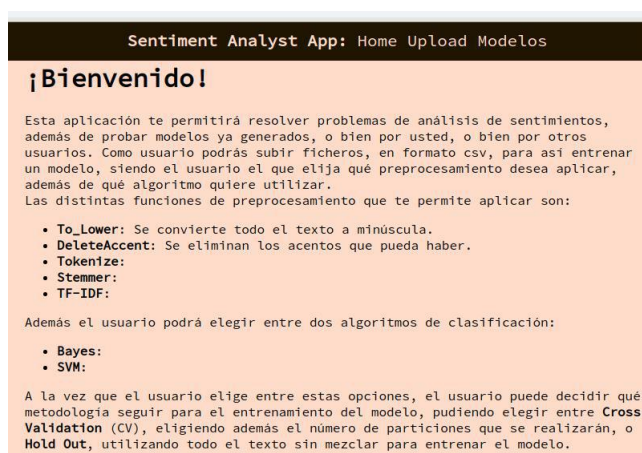 Sentiment Analyst App: Home Upload Modelos
¡Bienvenido!
Esta aplicación te permitirá resolver problemas de análisis de sentimientos,
además de probar modelos ya generados, o bien por usted, o bien por otros
usuarios. Como usuario podrás subir ficheros, en formato csv, para así entrenar
un modelo, siendo el usuario el que elija qué preprocesamiento desea aplicar,
además de qué algoritmo quiere utilizar.
Las distintas funciones de preprocesamiento que te permite aplicar son:
• To_Lower: Se convierte todo el texto a minúscula.
• DeleteAccent: Se eliminan los acentos que pueda haber.
• Tokenize:
• Stemmer:
• TF-IDF:
Además el usuario podrá elegir entre dos algoritmos de clasificación:
• Bayes:
• SVM:
A la vez que el usuario elige entre estas opciones, el usuario puede decidir qué
metodología seguir para el entrenamiento del modelo, pudiendo elegir entre Cross
Validation (CV), eligiendo además el número de particiones que se realizarán, o
Hold Out, utilizando todo el texto sin mezclar para entrenar el modelo.